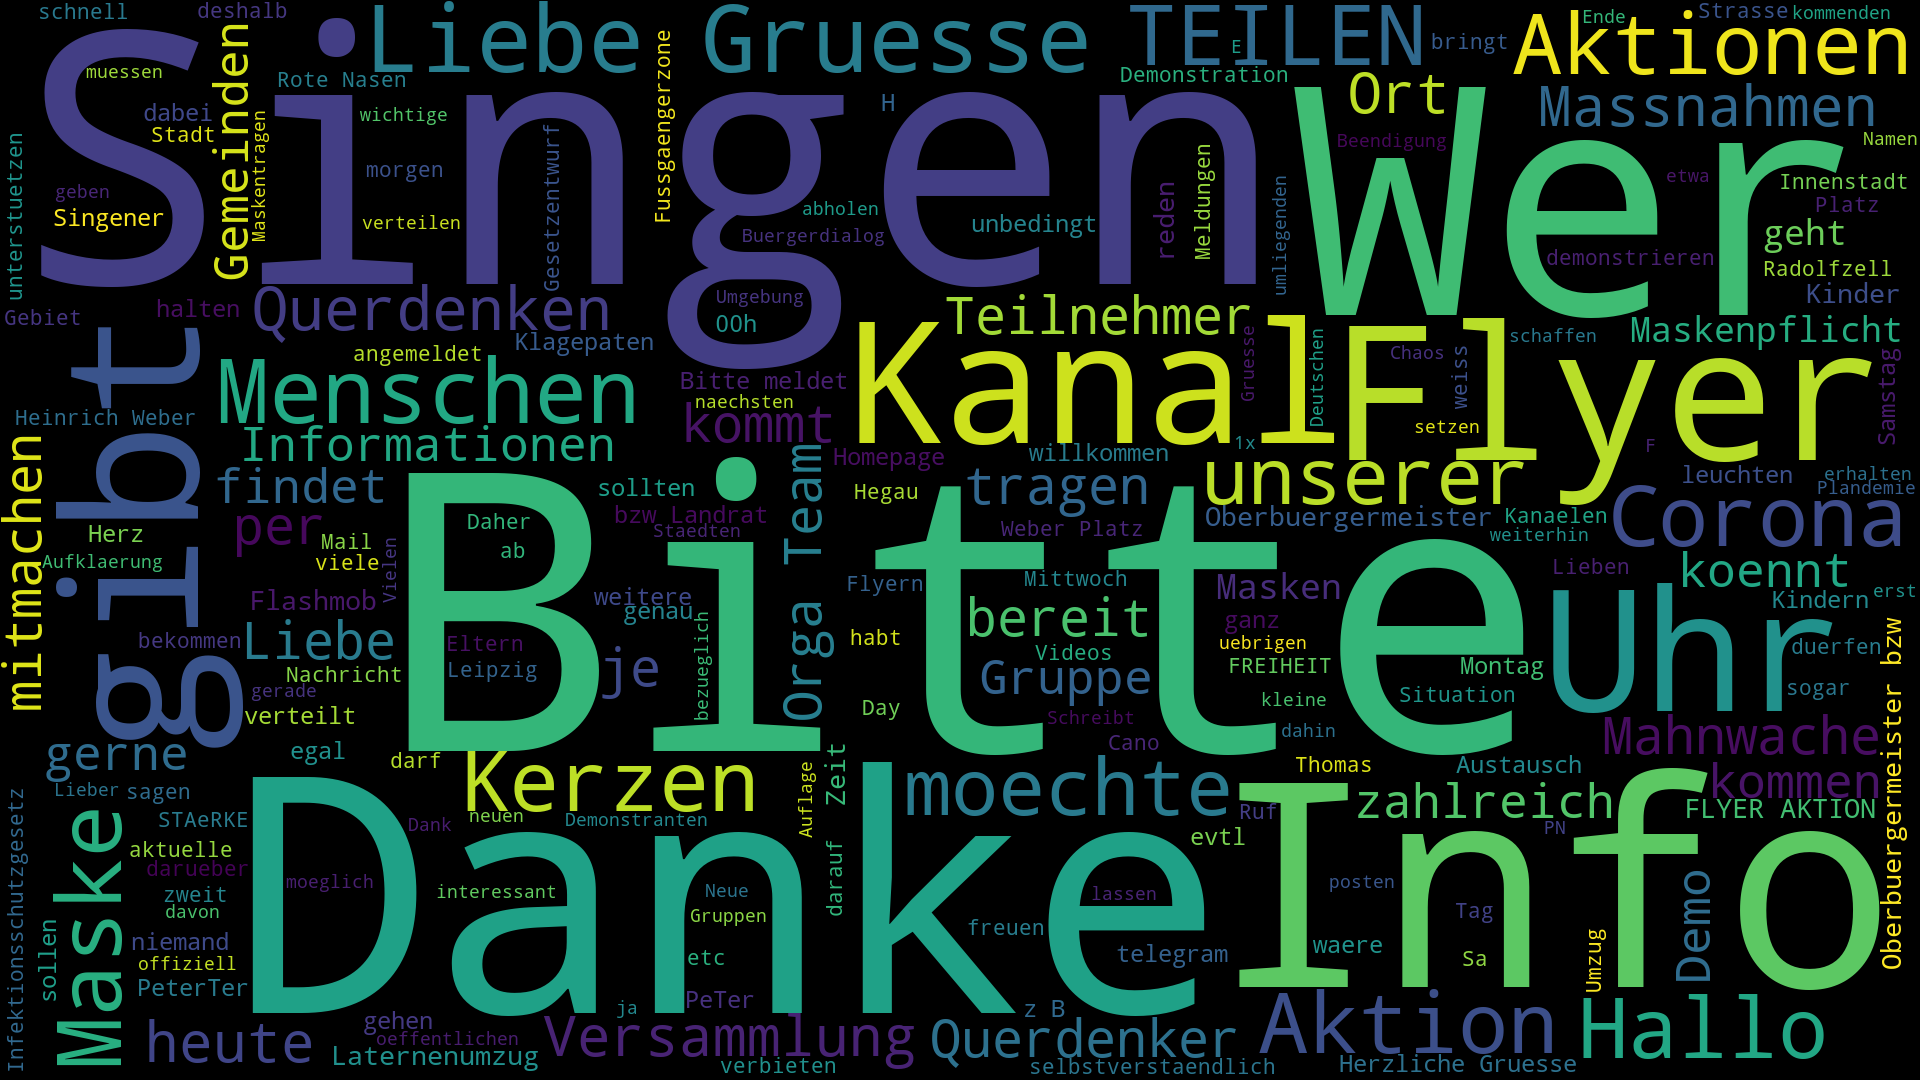 schnell
deshalb
Liebe Gruesse
TEILEN
Ende
Strasse
kommenden
E
bringt
Aktionen
Singen
muessen
Rote Nasen
Demonstration
Ort
Massnahmen
Wer
dabei
Stadt
Gemeinden
Maskentragen
wichtige
Fussgaengerzone
H
Beendigung
Namen
unterstuetzen
geben
Singener
morgen
verteilen
Gesetzentwurf
abholen
Buergerdialog
unbedingt
reden
Meldungen
umliegenden
etwa
Innenstadt
Platz
geht
demonstrieren
Radolfzell
Kinder
Gebiet
halten
Querdenken
Umgebung
OOh
Teilnehmer
Klagepaten
angemeldet
Maskenpflicht
schaffen
gibt
Menschen
Bitte meldet
naechsten
kommt
Kanal
Gruesse
Deutschen
Flyer
Chaos
weiss
setzen
Samstag
Heinrich Weber
Informationen
mitmachen
findet
Homepage
willkommen
1x
F
Hegau
tragen
unserer
leuchten
erhalten
Plandemie
Corona
Herz
Aufklaerung
per
Mail
viele
Vielen
Daher
ab
Bitte
sollten
bzw Landrat
Staedten
Orga Team
Weber Platz
Oberbuergermeister
Kanaelen
weiterhin
Lieben
koennt
Flyern
Mittwoch
Masken
Kindern
erst
Flashmob
weitere
genau
bezueglich
bereit
ganz
uebrigen
Uhr
bekommen
Liebe
Eltern
Leipzig
je
habt
Videos
Gruppe
FREIHEIT
Montag
duerfen
Nachricht
gerade
verteilt
Day
Schreibt
kleine
Situation
sogar
Oberbuergermeister bzw
gerne
egal
darf
Kerzen
Zeit
Cano
dahin
Mahnwache
Thomas
Austausch
kommen
Lieber
sagen
Maske
moechte
Auflage
Ruf
zahlreich
FLYER AKTION
STAeRKE
Dank
neuen
Demonstranten
evtl
PN
Infektionsschutzgesetz
aktuelle
darueber
Danke
Info
moeglich
zweit
davon
interessant
Neue
Gruppen
darauf
lassen
posten
Tag
Demo
sollen
niemand
offiziell
PeterTer
etc
freuen
telegram
waere
Sa
Umzug
PeTer
ja
z B
heute
gehen
oeffentlichen
Laternenumzug
Versammlung
verbieten
Querdenker
selbstverstaendlich
Aktion
Herzliche Gruesse
Hallo